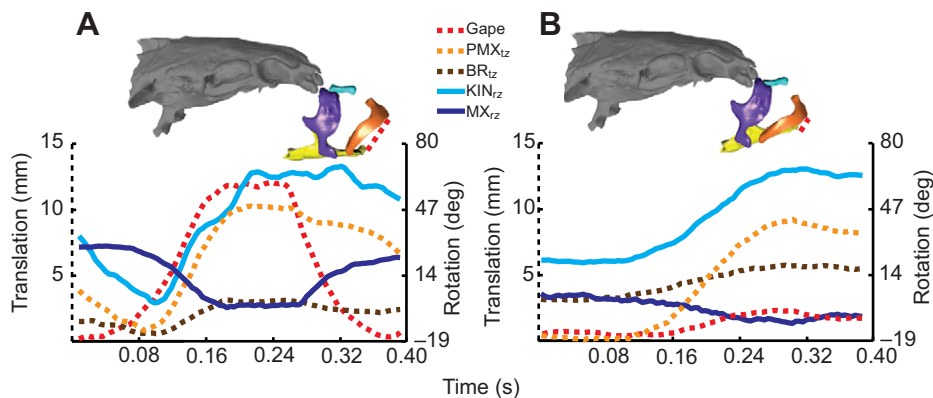 A
B
Gape
PMXtz
BRtz
KINrz
MXrz
Translation (mm)
15
10
5
80
47
14
–19
Rotation (deg)
0.08 0.16 0.24 0.32 0.40
Translation (mm)
15
10
5
80
47
14
–19
Rotation (deg)
0.08 0.16 0.24 0.32 0.40
Time (s)